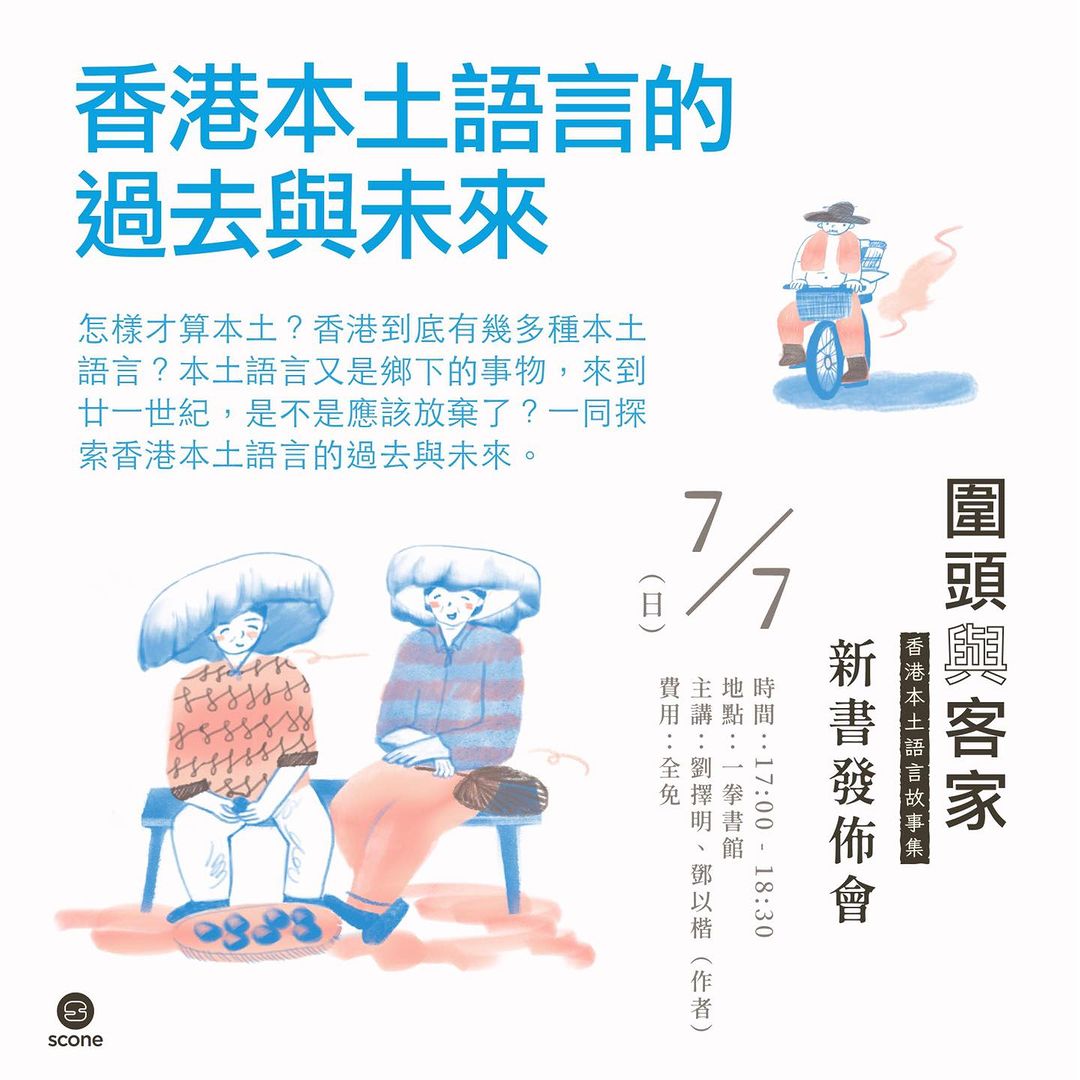 香港本土語言的
過去與未來
怎樣才算本土？香港到底有幾多種本土
語言？本土語言又是鄉下的事物，來到
廿一世紀，是不是應該放棄了？一同探
索香港本土語言的過去與未來。
圍頭與客家
香港本土語言故事集
新書發佈會
7/7
（日）
時間：17:00 - 18:30
地點：一拳書館
主講：劉擇明、鄧以楷（作者）
費用：全免
scone